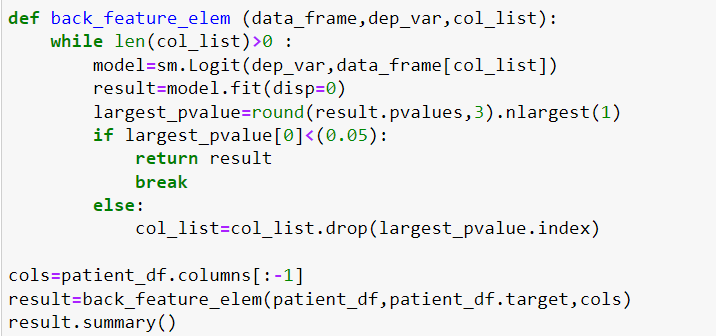 def back_feature_elem (data_frame,dep_var,col_list):
    while len(col_list)>0 :
        model=sm.Logit(dep_var,data_frame[col_list])
        result=model.fit(disp=0)
        largest_pvalue=round(result.pvalues,3).nlargest(1)
        if largest_pvalue[0]<(0.05):
            return result
            break
        else:
            col_list=col_list.drop(largest_pvalue.index)

cols=patient_df.columns[:-1]
result=back_feature_elem(patient_df,patient_df.target,cols)
result.summary()